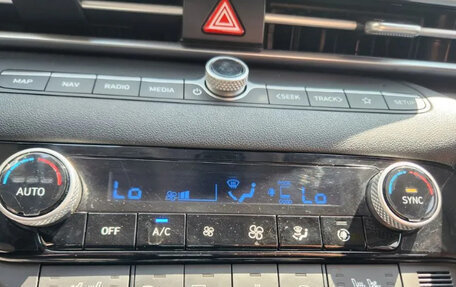 MAP NAV RADIO MEDIA <SEEK TRACK> SETUP
AUTO Lo Lo SYNC
OFF A/C